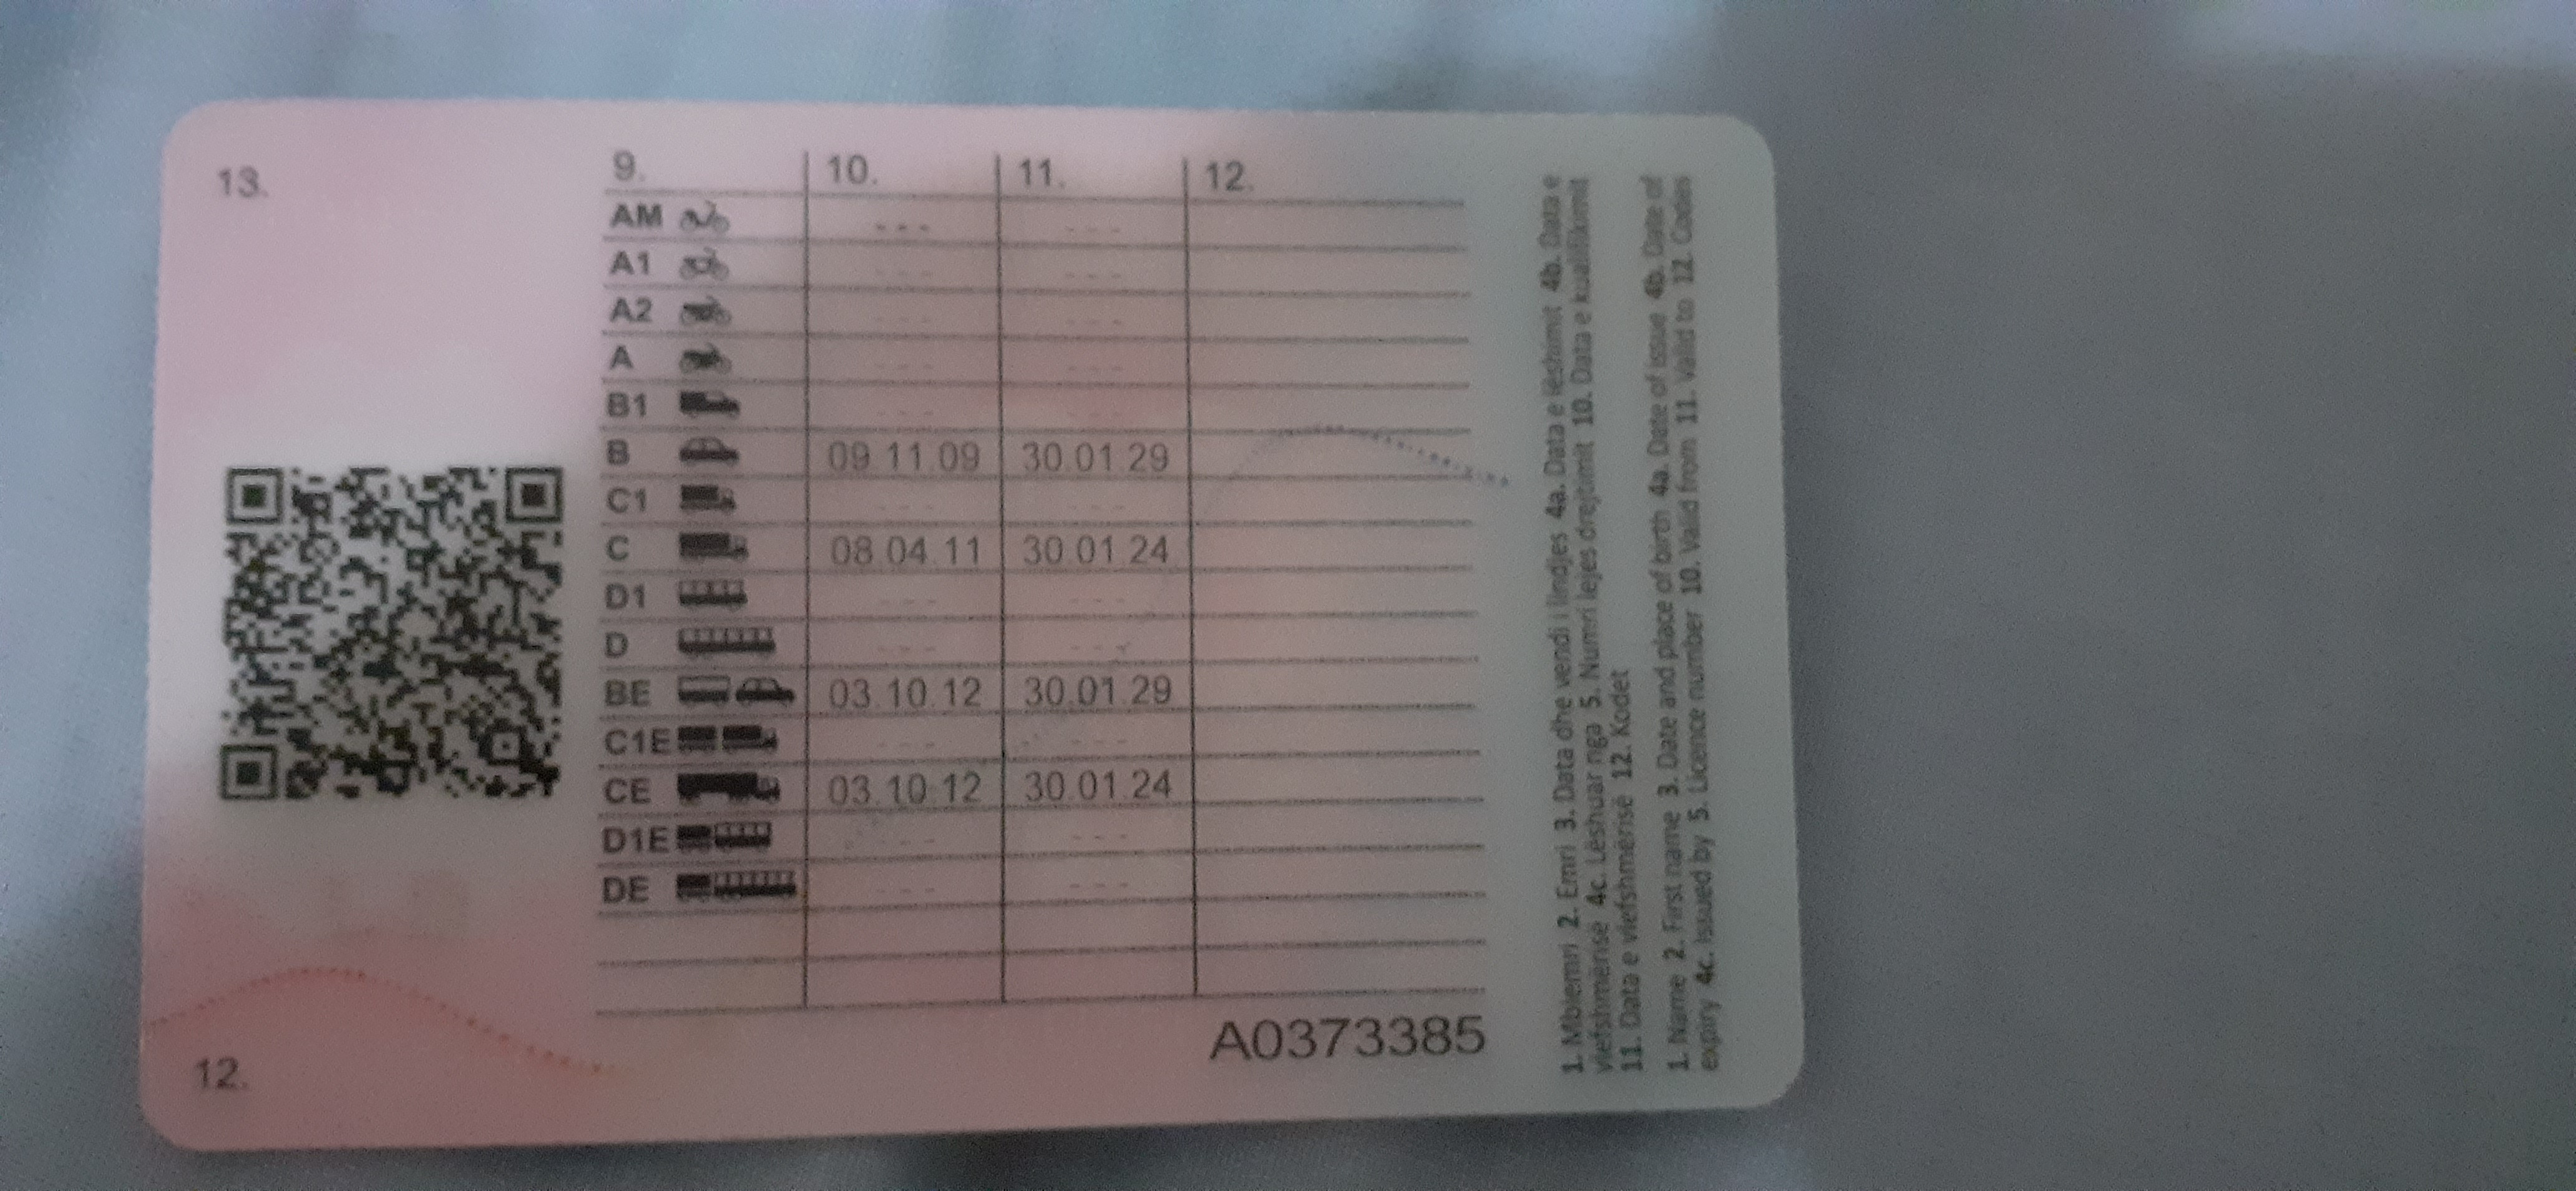 13.
9. 10. 11. 12.
AM --- ---
A1 --- ---
A2 --- ---
A --- ---
B1 --- ---
B 09.11.09 30.01.29
C1 --- ---
C 08.04.11 30.01.24
D1 --- ---
D --- ---
BE 03.10.12 30.01.29
C1E --- ---
CE 03.10.12 30.01.24
D1E --- ---
DE --- ---
12.
A0373385
1. Mbiemri 2. Emri 3. Data dhe vendi i lindjes 4a. Data e lëshimit 4b. Data e
vlefshmërisë 4c. Lëshuar nga 5. Numri lejes drejtimit 10. Data e kualifikimit
11. Data e vlefshmërisë 12. Kodet
1. Name 2. First name 3. Date and place of birth 4a. Date of issue 4b. Date of
expiry 4c. Issued by 5. Licence number 10. Valid from 11. Valid to 12. Codes